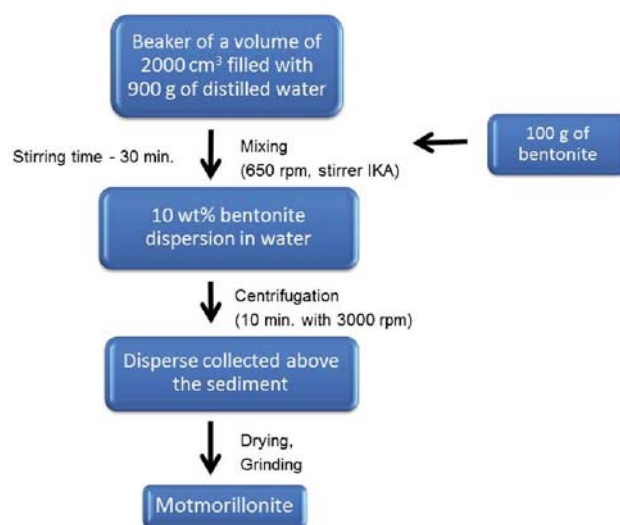 Beaker of a volume of
2000 cm³ filled with
900 g of distilled water
Stirring time - 30 min.
Mixing
(650 rpm, stirrer IKA)
100 g of
bentonite
10 wt% bentonite
dispersion in water
Centrifugation
(10 min. with 3000 rpm)
Disperse collected above
the sediment
Drying,
Grinding
Motmorillonite